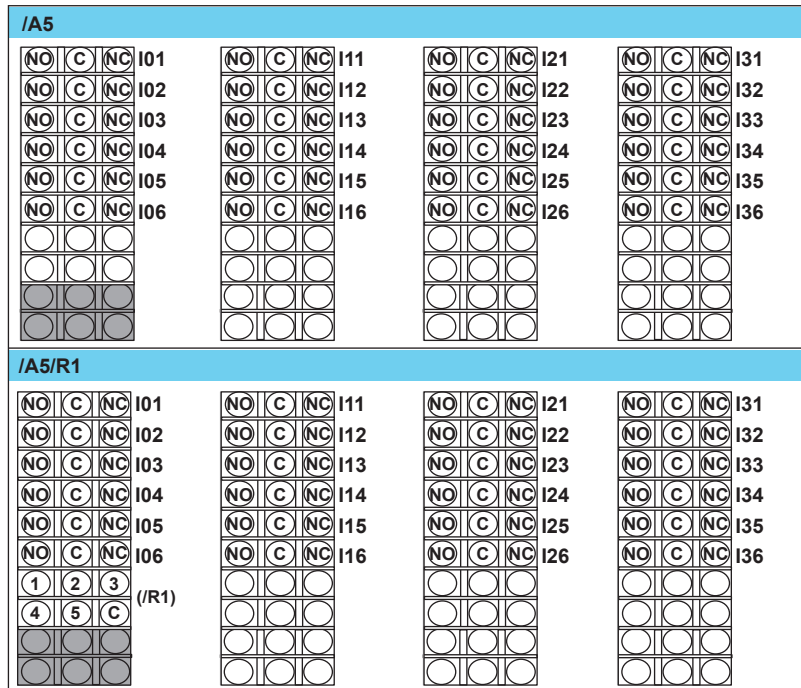 /A5
NO C NC I01 NO C NC I11 NO C NC I21 NO C NC I31
NO C NC I02 NO C NC I12 NO C NC I22 NO C NC I32
NO C NC I03 NO C NC I13 NO C NC I23 NO C NC I33
NO C NC I04 NO C NC I14 NO C NC I24 NO C NC I34
NO C NC I05 NO C NC I15 NO C NC I25 NO C NC I35
NO C NC I06 NO C NC I16 NO C NC I26 NO C NC I36
/A5/R1
NO C NC I01 NO C NC I11 NO C NC I21 NO C NC I31
NO C NC I02 NO C NC I12 NO C NC I22 NO C NC I32
NO C NC I03 NO C NC I13 NO C NC I23 NO C NC I33
NO C NC I04 NO C NC I14 NO C NC I24 NO C NC I34
NO C NC I05 NO C NC I15 NO C NC I25 NO C NC I35
NO C NC I06 NO C NC I16 NO C NC I26 NO C NC I36
1 2 3
(/R1)
4 5 C